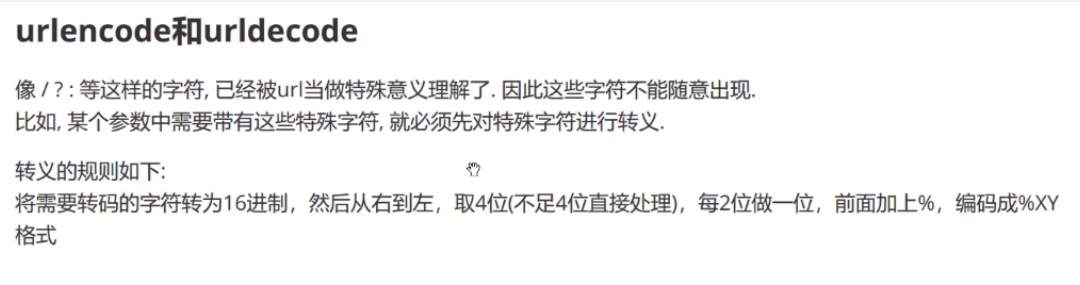 urlencode和urldecode
像 / ? : 等这样的字符, 已经被url当做特殊意义理解了. 因此这些字符不能随意出现.
比如, 某个参数中需要带有这些特殊字符, 就必须先对特殊字符进行转义.
转义的规则如下:
将需要转码的字符转为16进制，然后从右到左，取4位(不足4位直接处理)，每2位做一位，前面加上%，编码成%XY
格式